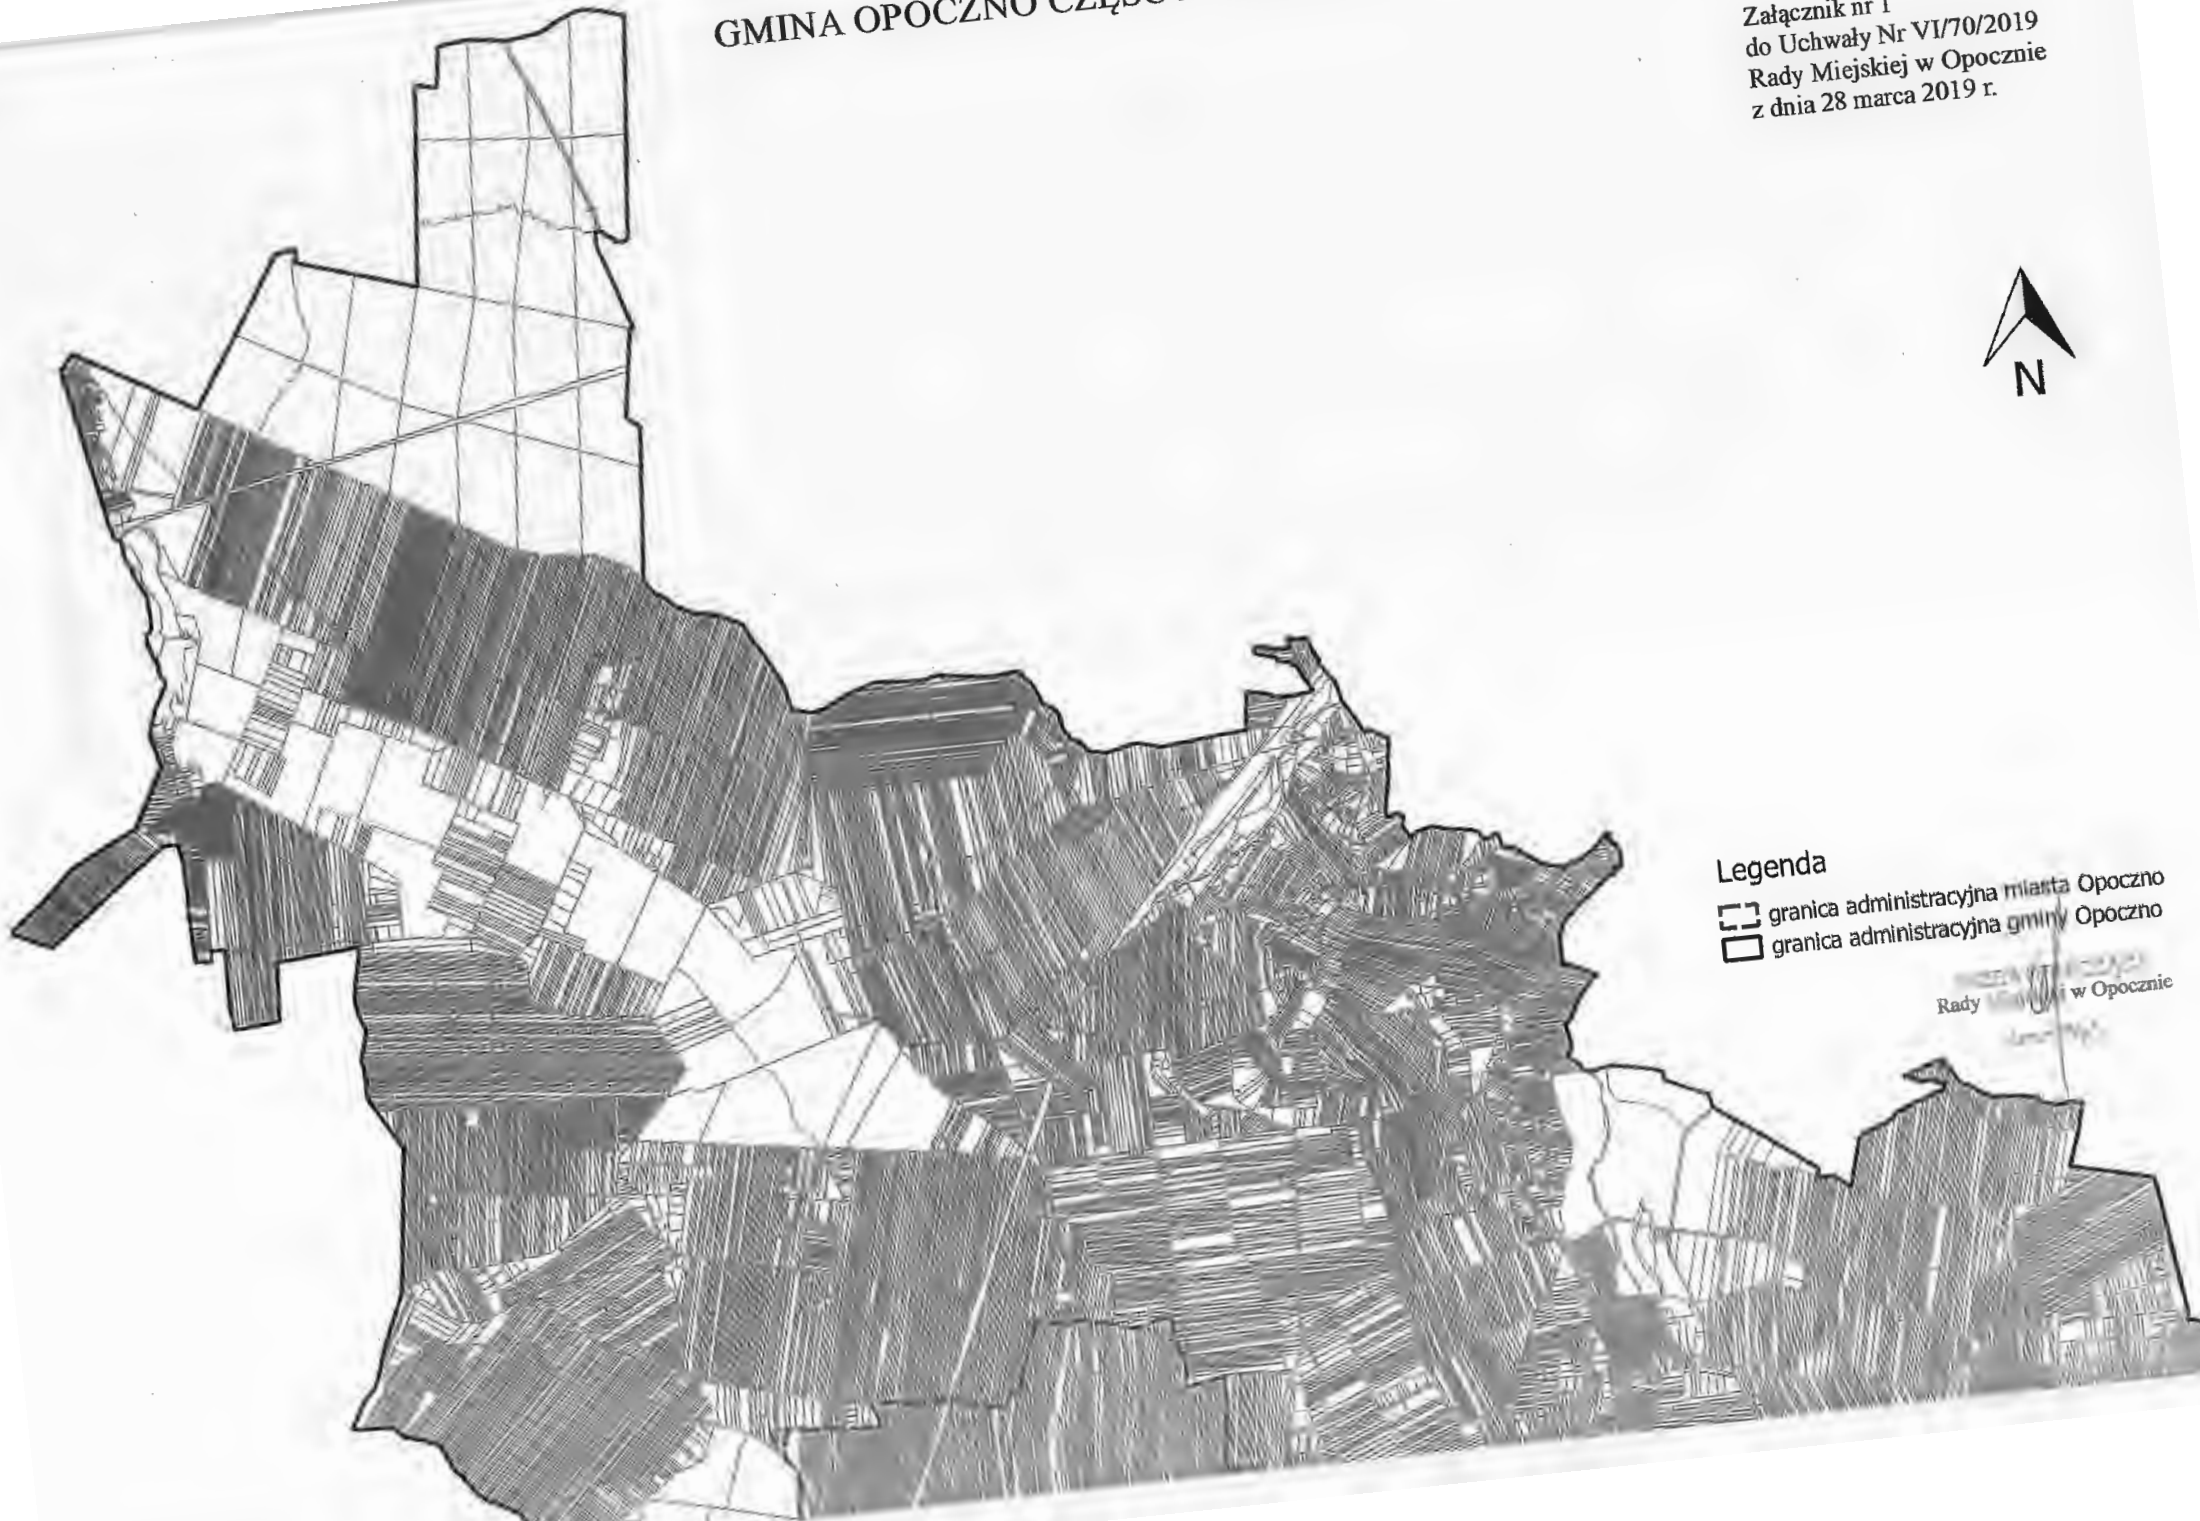 GMINA OPOCZNO
Załącznik nr 1
do Uchwały Nr VI/70/2019
Rady Miejskiej w Opocznie
z dnia 28 marca 2019 r.
N
Legenda
granica administracyjna miasta Opoczno
granica administracyjna gminy Opoczno
Rady w Opocznie